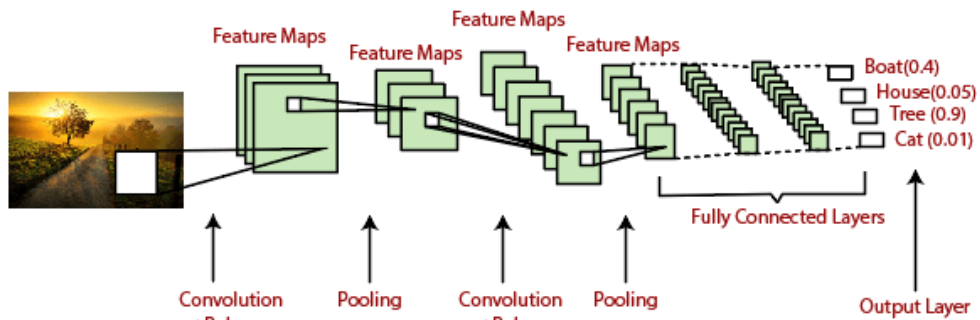 Feature Maps
Feature Maps
Feature Maps
Feature Maps
Boat(0.4)
House(0.05)
Tree (0.9)
Cat (0.01)
Fully Connected Layers
Convolution
Pooling
Convolution
Pooling
Output Layer